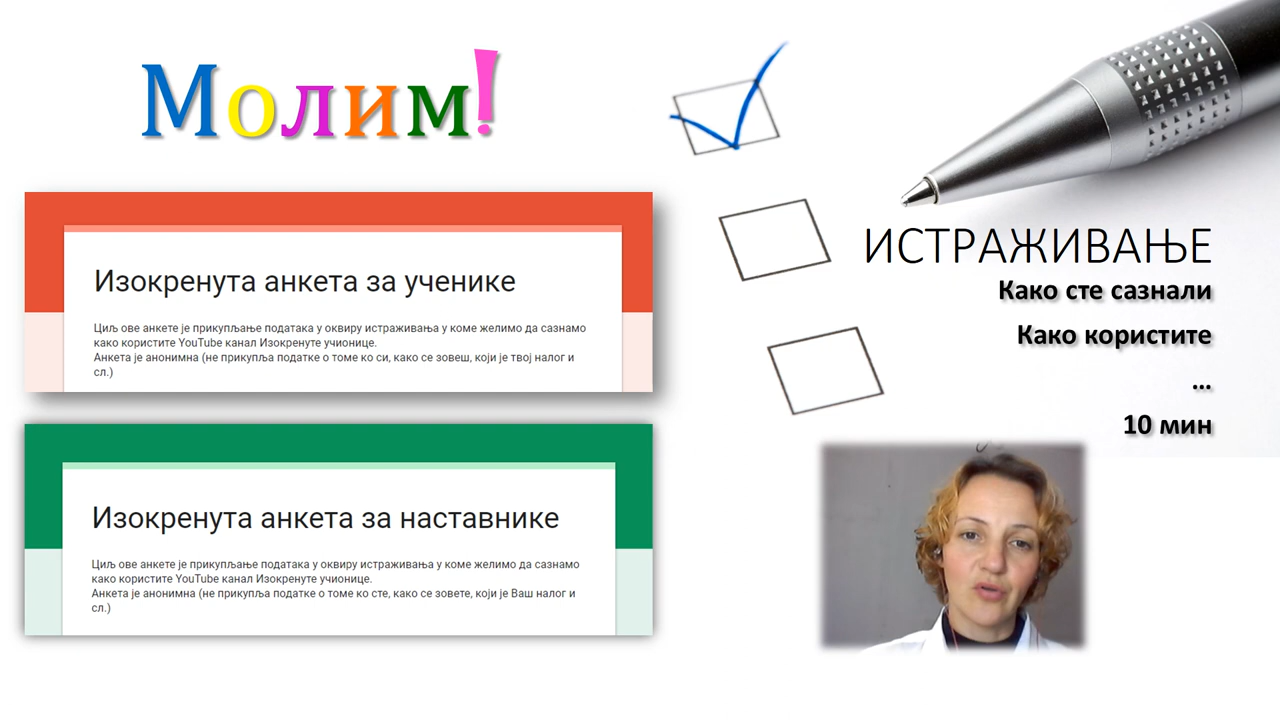 Молим!
Изокренута анкета за ученике
Циљ ове анкете је прикупљање података у оквиру истраживања у коме желимо да сазнамо
како користите YouTube канал Изокренуте учионице.
Анкета је анонимна (не прикупља податке о томе ко си, како се зовеш, који је твој налог и
сл.)
Изокренута анкета за наставнике
Циљ ове анкете је прикупљање података у оквиру истраживања у коме желимо да сазнамо
како користите YouTube канал Изокренуте учионице.
Анкета је анонимна (не прикупља податке о томе ко сте, како се зовете, који је Ваш налог и
сл.)
ИСТРАЖИВАЊЕ
Како сте сазнали
Како користите
...
10 мин